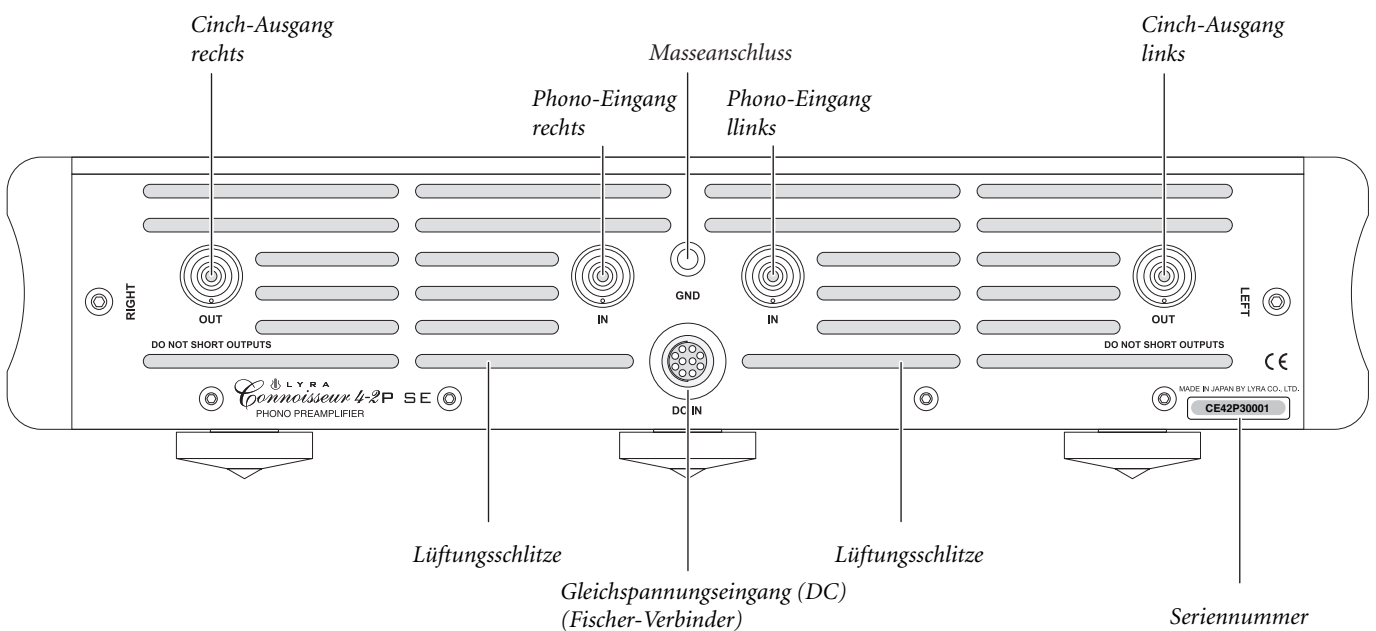 Cinch-Ausgang
rechts
Cinch-Ausgang
links
Masseanschluss
Phono-Eingang
rechts
Phono-Eingang
llinks
RIGHT
OUT
IN
GND
IN
OUT
LEFT
DO NOT SHORT OUTPUTS
DO NOT SHORT OUTPUTS
CE
LYRA
Connoisseur 4-2P SE
PHONO PREAMPLIFIER
DC IN
MADE IN JAPAN BY LYRA CO., LTD.
CE42P30001
Lüftungsschlitze
Lüftungsschlitze
Gleichspannungseingang (DC)
(Fischer-Verbinder)
Seriennummer